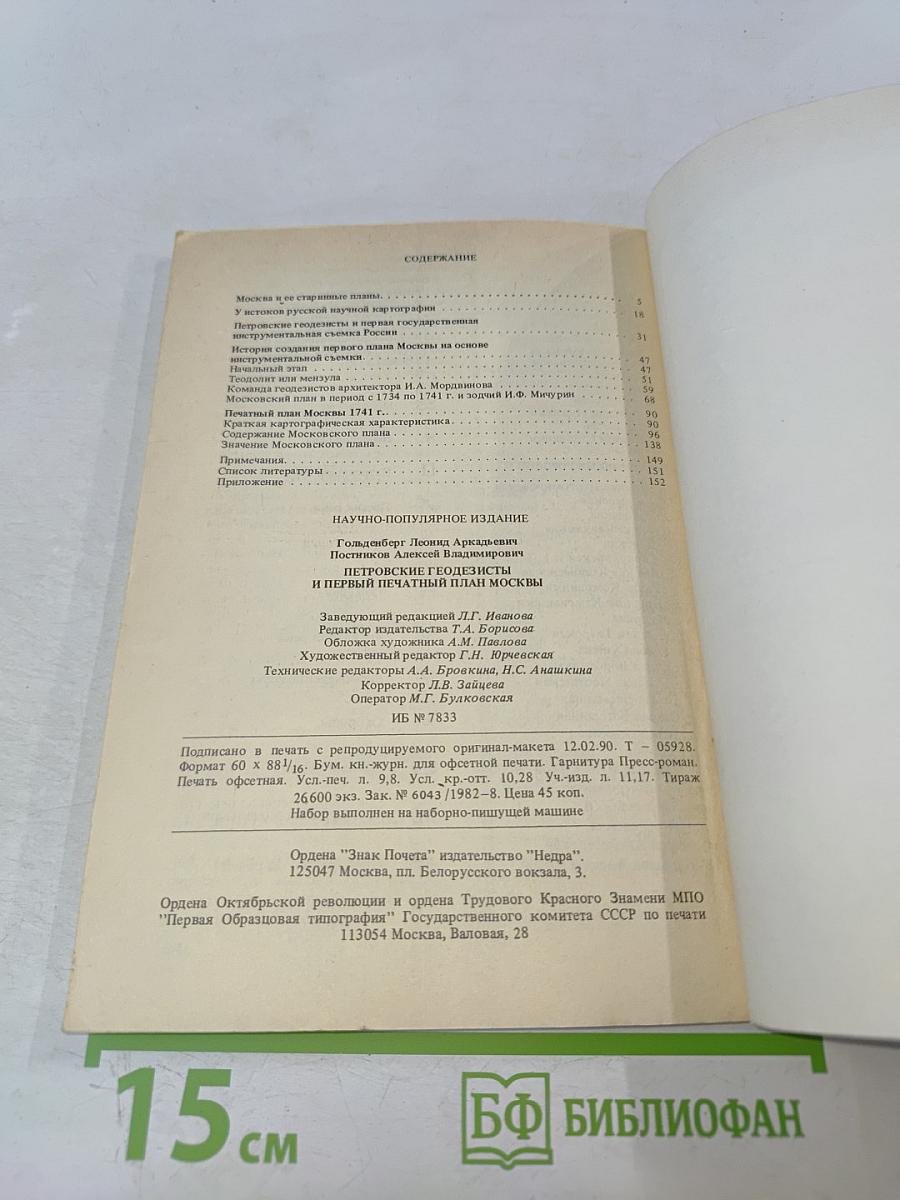 СОДЕРЖАНИЕ
Москва и ее старинные планы. . . . . . . . . . . . . . . . . . . . . . . . . . . . . 5
У истоков русской научной картографии . . . . . . . . . . . . . . . . . . . . . 18
Петровские геодезисты и первая государственная
инструментальная съемка России . . . . . . . . . . . . . . . . . . . . . . . . . 31
История создания первого плана Москвы на основе
инструментальной съемки. . . . . . . . . . . . . . . . . . . . . . . . . . . . . . 47
Начальный этап . . . . . . . . . . . . . . . . . . . . . . . . . . . . . . . . . . . 47
Теодолит или мензула . . . . . . . . . . . . . . . . . . . . . . . . . . . . . . . 51
Команда геодезистов архитектора И.А. Мордвинова . . . . . . . . . . . . . . 59
Московский план в период с 1734 по 1741 г. и зодчий И.Ф. Мичурин . . . . 68
Печатный план Москвы 1741 г.. . . . . . . . . . . . . . . . . . . . . . . . . . . 90
Краткая картографическая характеристика. . . . . . . . . . . . . . . . . . . . 90
Содержание Московского плана . . . . . . . . . . . . . . . . . . . . . . . . . . 96
Значение Московского плана. . . . . . . . . . . . . . . . . . . . . . . . . . . . 138
Примечания. . . . . . . . . . . . . . . . . . . . . . . . . . . . . . . . . . . . . 149
Список литературы . . . . . . . . . . . . . . . . . . . . . . . . . . . . . . . . . 151
Приложение . . . . . . . . . . . . . . . . . . . . . . . . . . . . . . . . . . . . . 152
НАУЧНО-ПОПУЛЯРНОЕ ИЗДАНИЕ
Гольденберг Леонид Аркадьевич
Постников Алексей Владимирович
ПЕТРОВСКИЕ ГЕОДЕЗИСТЫ
И ПЕРВЫЙ ПЕЧАТНЫЙ ПЛАН МОСКВЫ
Заведующий редакцией Л.Г. Иванова
Редактор издательства Т.А. Борисова
Обложка художника А.М. Павлова
Художественный редактор Г.Н. Юрчевская
Технические редакторы А.А. Бровкина, Н.С. Анашкина
Корректор Л.В. Зайцева
Оператор М.Г. Булковская
ИБ № 7833
Подписано в печать с репродуцируемого оригинал-макета 12.02.90. Т – 05928.
Формат 60 х 88 1/16. Бум. кн.-журн. для офсетной печати. Гарнитура Пресс-роман.
Печать офсетная. Усл.-печ. л. 9,8. Усл. кр.-отт. 10,28 Уч.-изд. л. 11,17. Тираж
26600 экз. Зак. № 6043 /1982–8. Цена 45 коп.
Набор выполнен на наборно-пишущей машине
Ордена "Знак Почета" издательство "Недра".
125047 Москва, пл. Белорусского вокзала, 3.
Ордена Октябрьской революции и ордена Трудового Красного Знамени МПО
"Первая Образцовая типография" Государственного комитета СССР по печати
113054 Москва, Валовая, 28
15 см
БФ БИБЛИОФАН